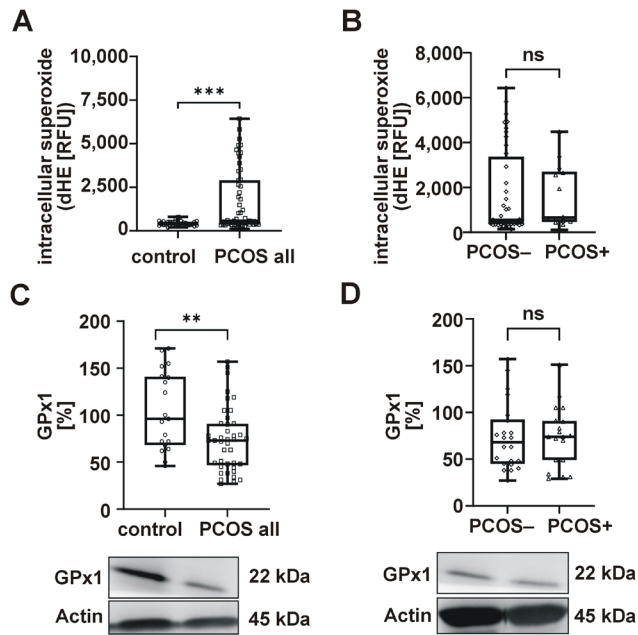 A
intracellular superoxide
(dHE [RFU])
10,000
7,500
5,000
2,500
0
***
control PCOS all
B
intracellular superoxide
(dHE [RFU])
8,000
6,000
4,000
2,000
0
ns
PCOS– PCOS+
C
GPx1
[%]
200
150
100
50
0
**
control PCOS all
GPx1 22 kDa
Actin 45 kDa
D
GPx1
[%]
200
150
100
50
0
ns
PCOS– PCOS+
GPx1 22 kDa
Actin 45 kDa